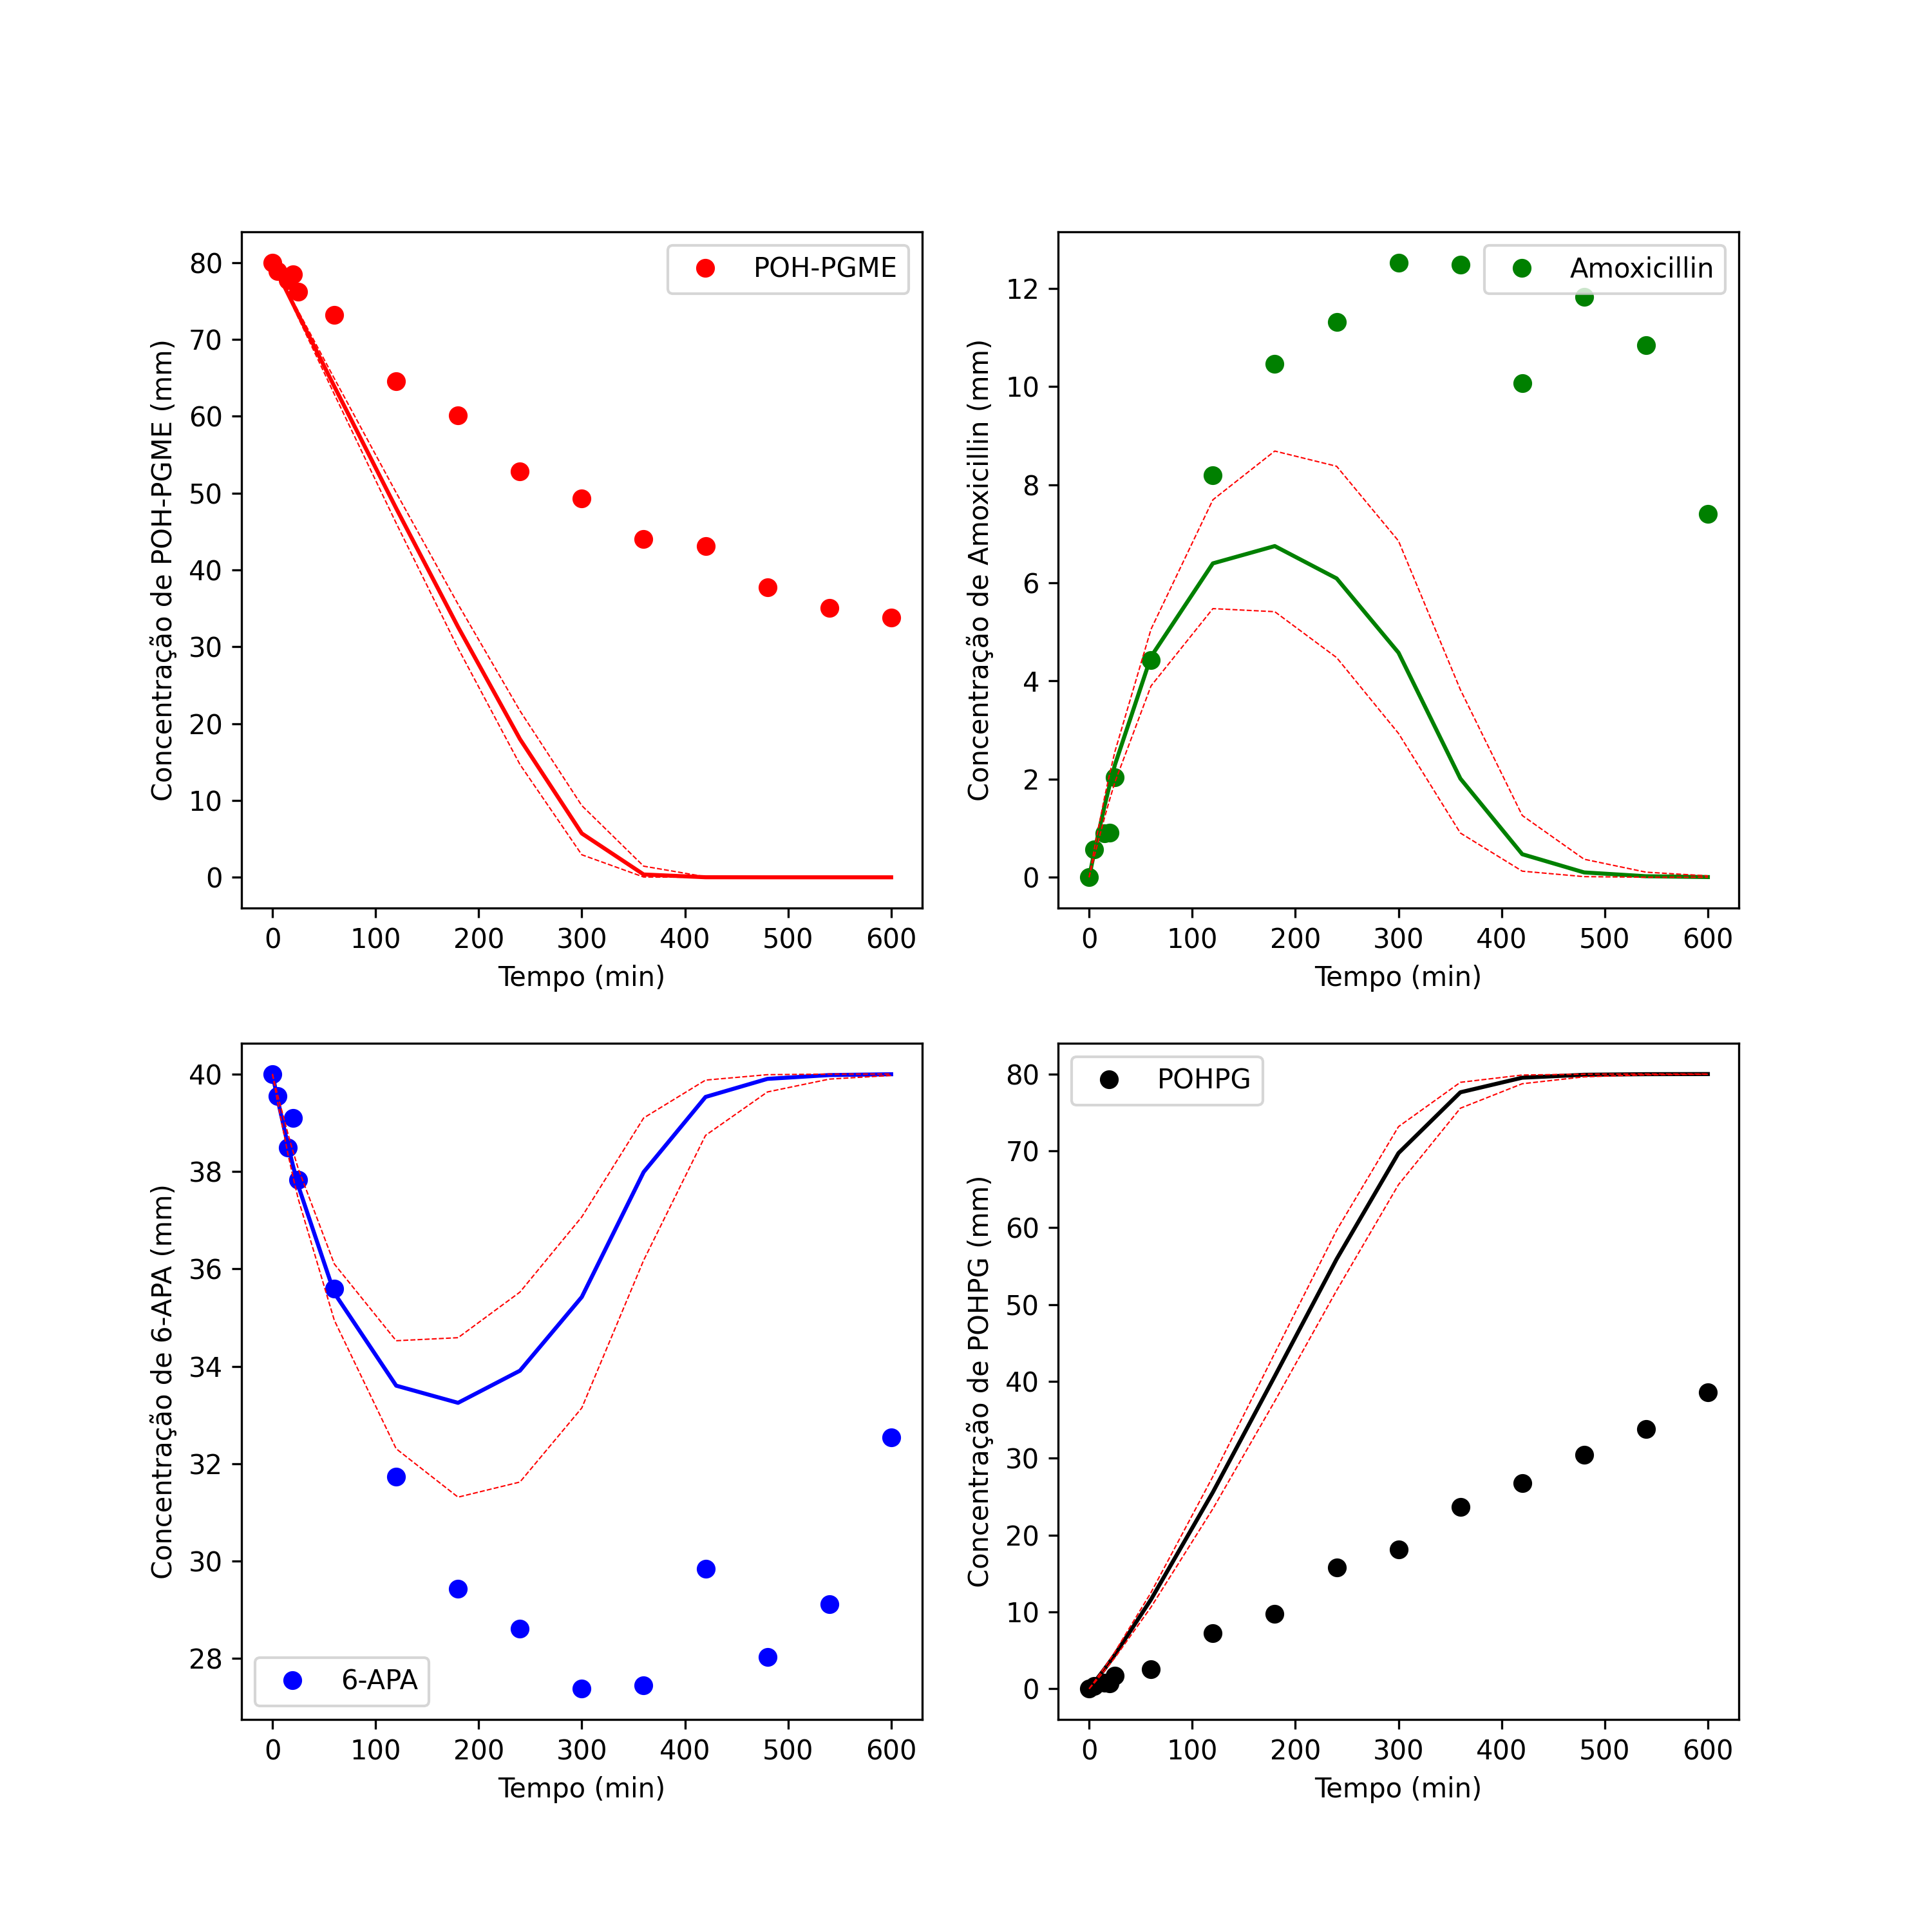 POH-PGME
Concentração de POH-PGME (mm)
80
70
60
50
40
30
20
10
0
0 100 200 300 400 500 600
Tempo (min)
Amoxicillin
Concentração de Amoxicillin (mm)
12
10
8
6
4
2
0
0 100 200 300 400 500 600
Tempo (min)
6-APA
Concentração de 6-APA (mm)
40
38
36
34
32
30
28
0 100 200 300 400 500 600
Tempo (min)
POHPG
Concentração de POHPG (mm)
80
70
60
50
40
30
20
10
0
0 100 200 300 400 500 600
Tempo (min)